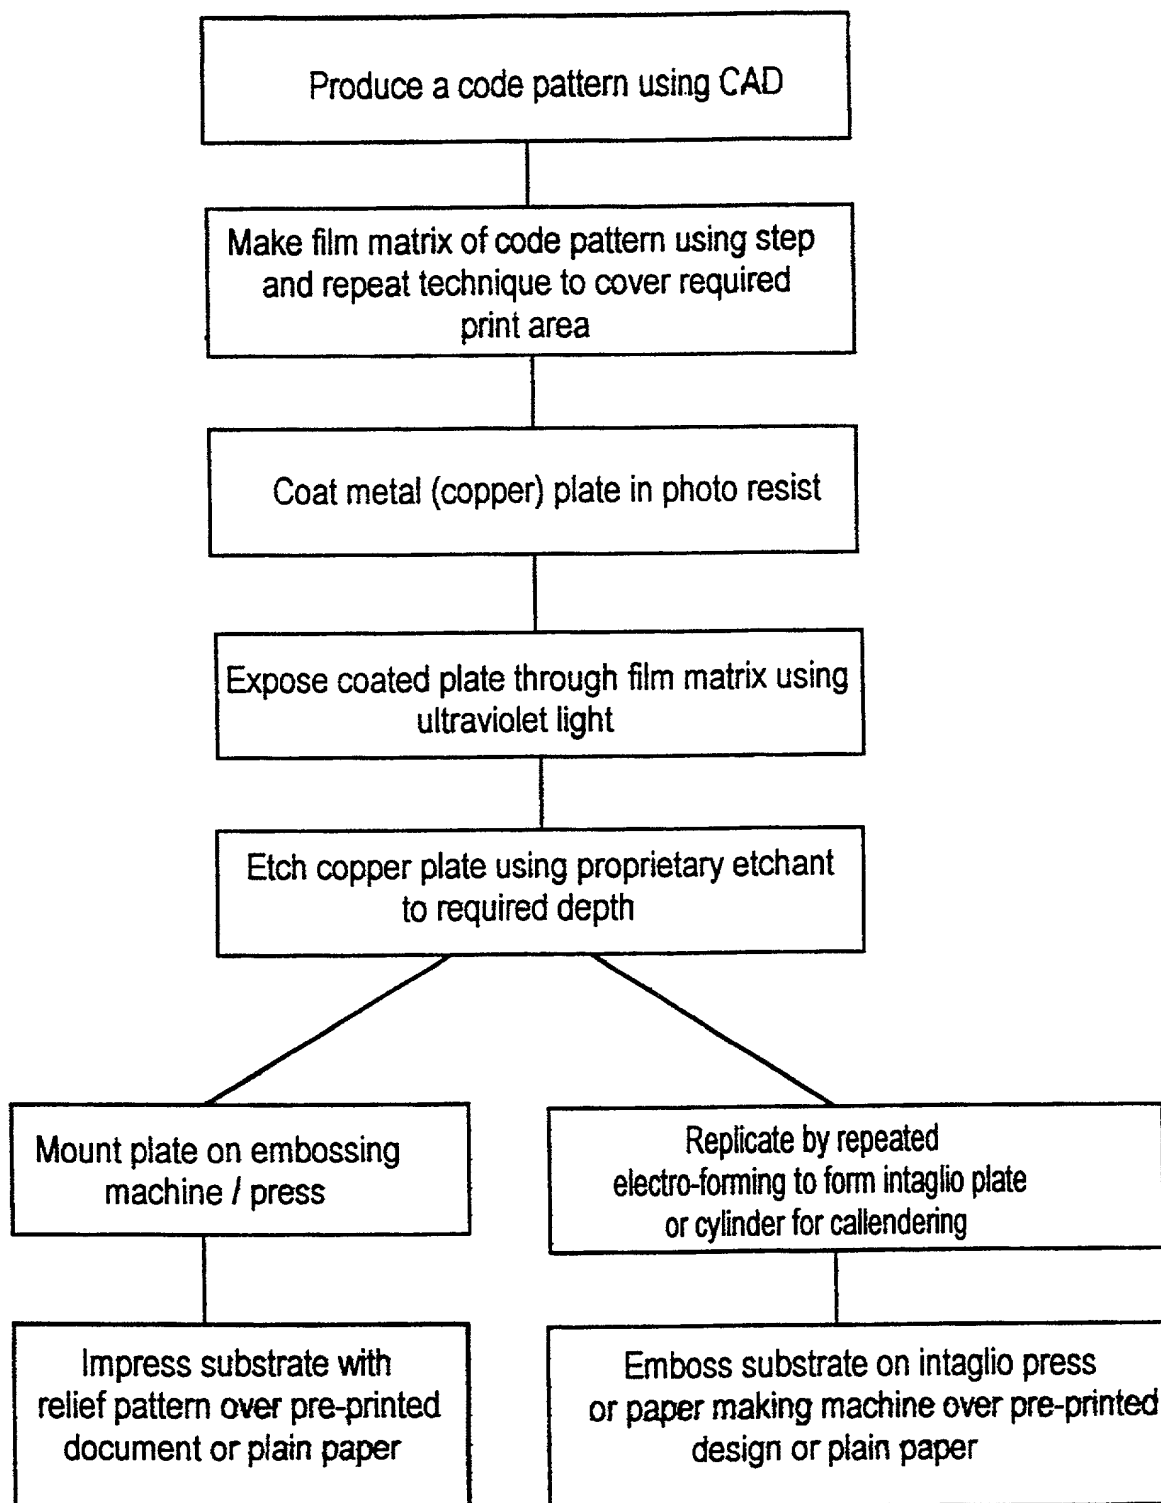 Produce a code pattern using CAD
Make film matrix of code pattern using step
and repeat technique to cover required
print area
Coat metal (copper) plate in photo resist
Expose coated plate through film matrix using
ultraviolet light
Etch copper plate using proprietary etchant
to required depth
Mount plate on embossing
machine / press
Replicate by repeated
electro-forming to form intaglio plate
or cylinder for callendering
Impress substrate with
relief pattern over pre-printed
document or plain paper
Emboss substrate on intaglio press
or paper making machine over pre-printed
design or plain paper